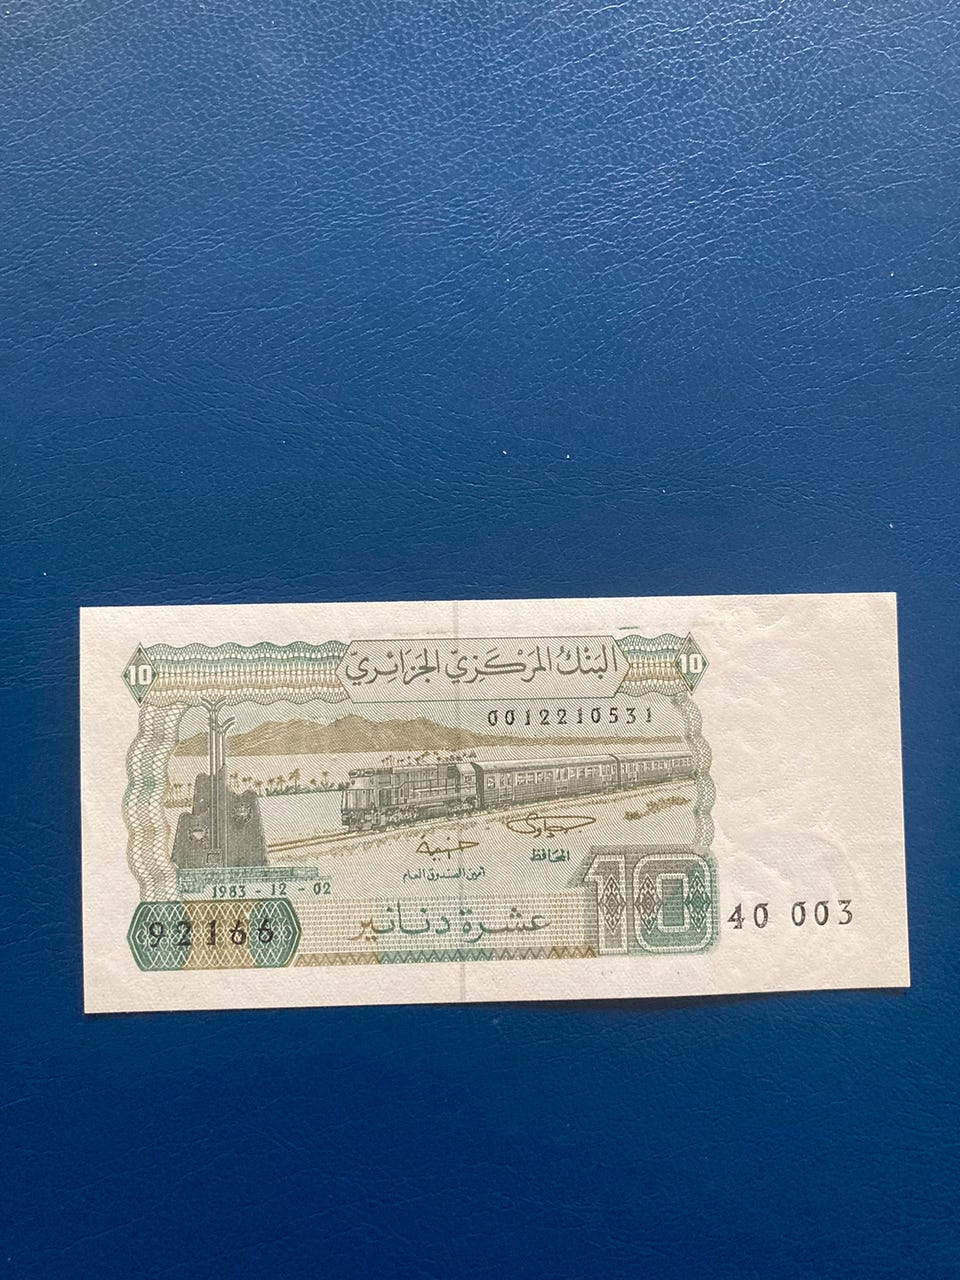 البنك المركزي الجزائري
10
10
0012210531
المحافظ
أمين الصندوق العام
1983 - 12 - 02
92166
عشرة دنانير
10
40 003